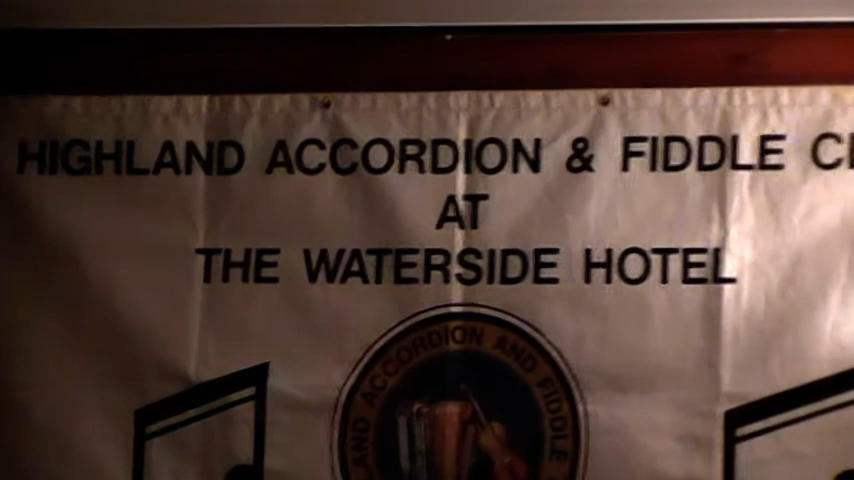 HIGHLAND ACCORDION & FIDDLE
AT
THE WATERSIDE HOTEL
ACCORDION AND FIDDLE